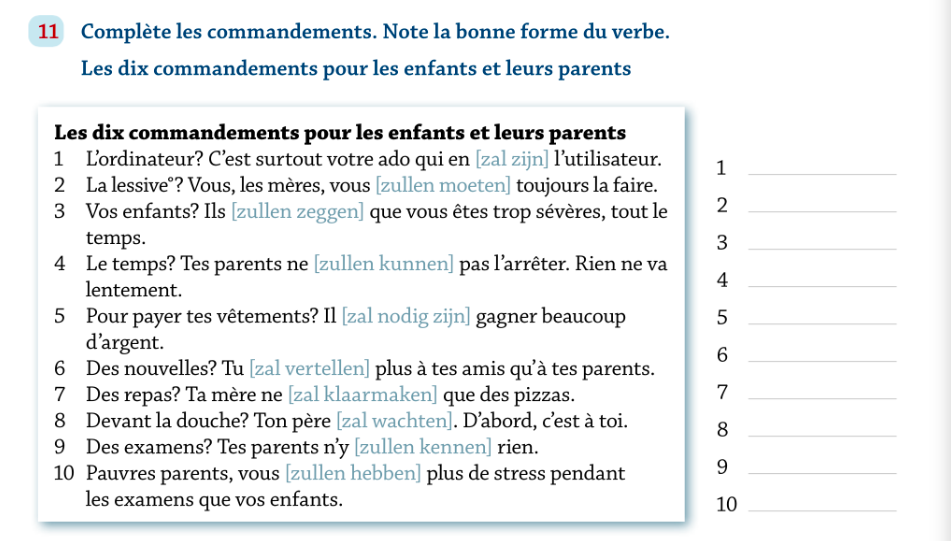 11 Complète les commandements. Note la bonne forme du verbe.
Les dix commandements pour les enfants et leurs parents
Les dix commandements pour les enfants et leurs parents
1 L'ordinateur? C'est surtout votre ado qui en [zal zijn] l'utilisateur.
2 La lessive°? Vous, les mères, vous [zullen moeten] toujours la faire.
3 Vos enfants? Ils [zullen zeggen] que vous êtes trop sévères, tout le
temps.
4 Le temps? Tes parents ne [zullen kunnen] pas l'arrêter. Rien ne va
lentement.
5 Pour payer tes vêtements? Il [zal nodig zijn] gagner beaucoup
d'argent.
6 Des nouvelles? Tu [zal vertellen] plus à tes amis qu'à tes parents.
7 Des repas? Ta mère ne [zal klaarmaken] que des pizzas.
8 Devant la douche? Ton père [zal wachten]. D'abord, c'est à toi.
9 Des examens? Tes parents n'y [zullen kennen] rien.
10 Pauvres parents, vous [zullen hebben] plus de stress pendant
les examens que vos enfants.
1
2
3
4
5
6
7
8
9
10